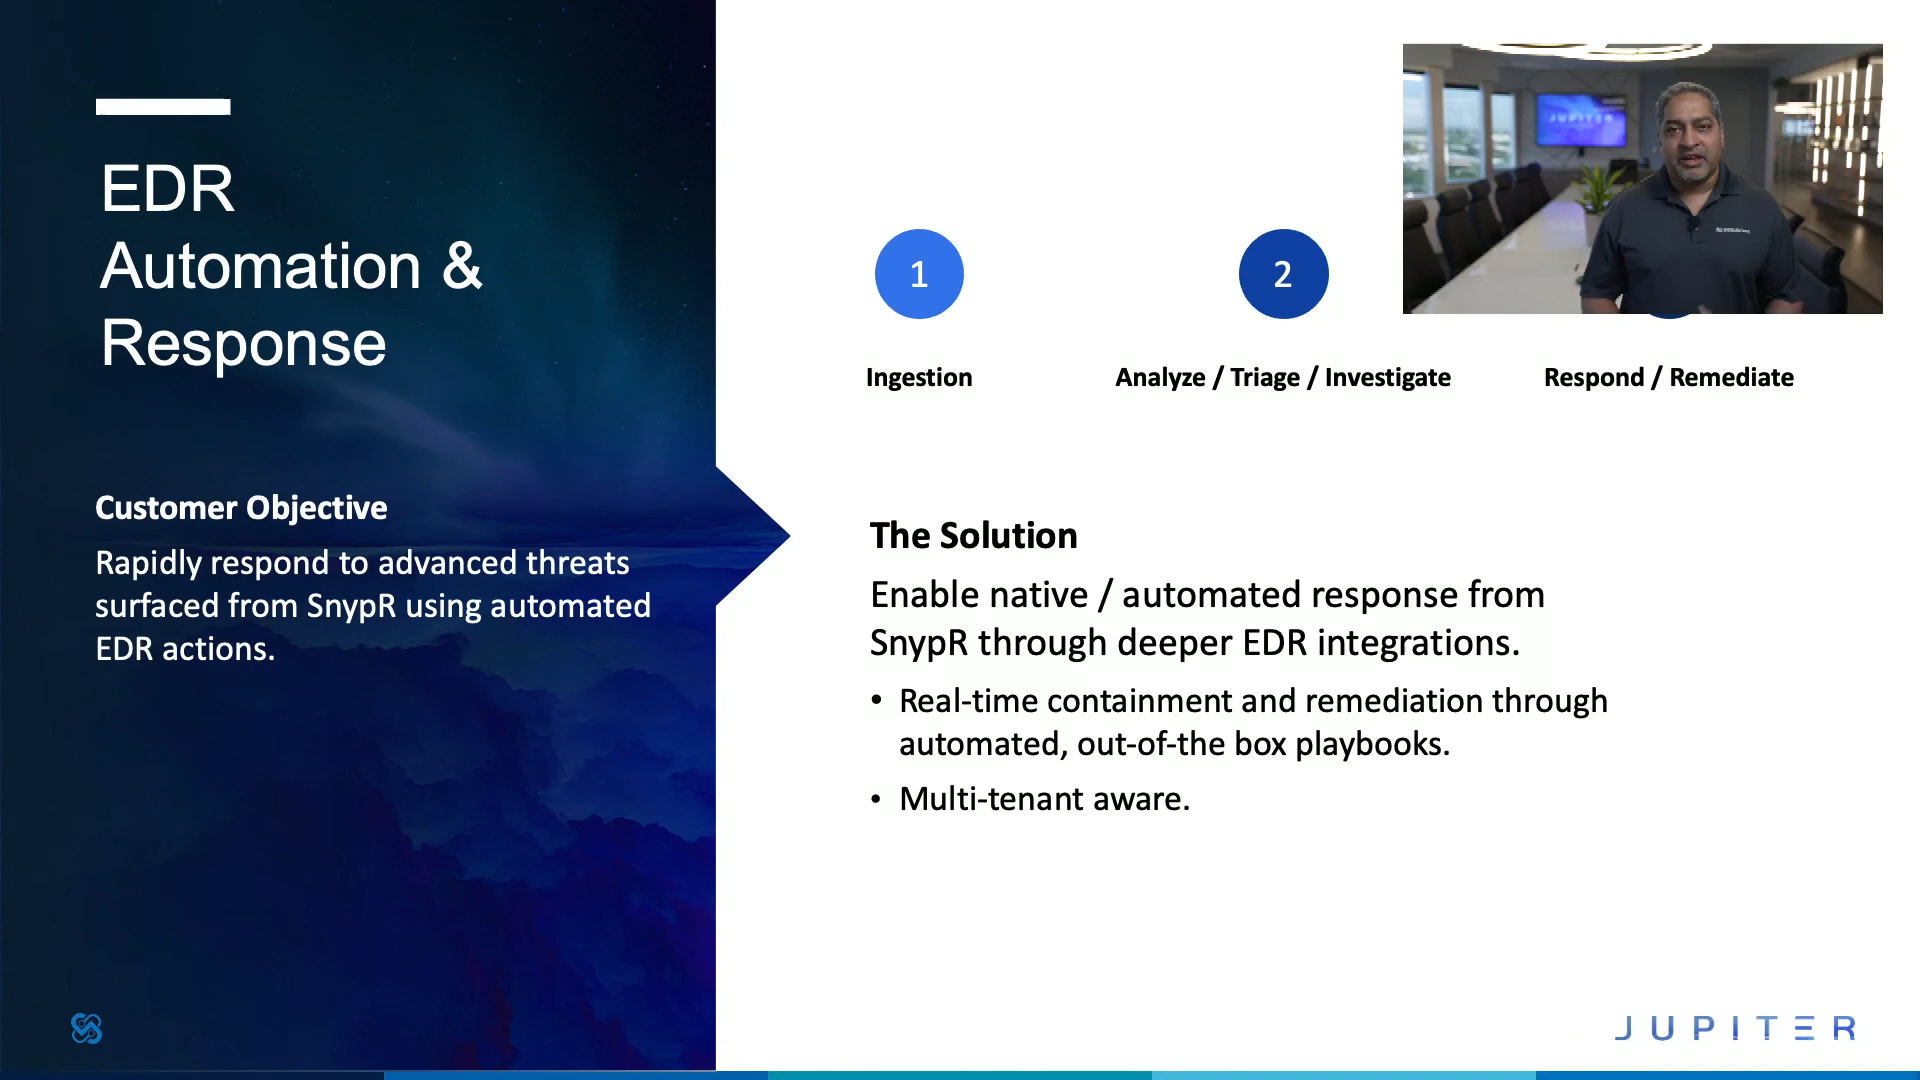 EDR
Automation &
Response
Customer Objective
Rapidly respond to advanced threats
surfaced from SnypR using automated
EDR actions.
JUPITER
1
2
Ingestion
Analyze / Triage / Investigate
Respond / Remediate
The Solution
Enable native / automated response from
SnypR through deeper EDR integrations.
• Real-time containment and remediation through
automated, out-of-the box playbooks.
• Multi-tenant aware.
JUPITER